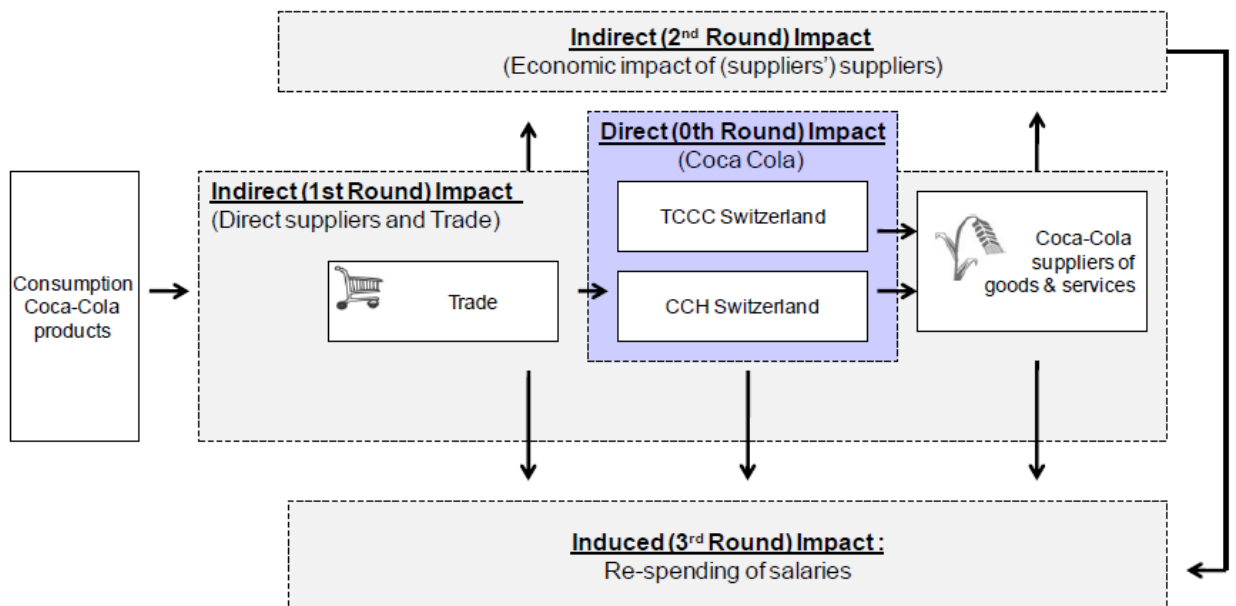 Indirect (2nd Round) Impact
(Economic impact of (suppliers') suppliers)
Direct (0th Round) Impact
(Coca Cola)
Indirect (1st Round) Impact
(Direct suppliers and Trade)
Consumption
Coca-Cola
products
Trade
TCCC Switzerland
CCH Switzerland
Coca-Cola
suppliers of
goods & services
Induced (3rd Round) Impact :
Re-spending of salaries